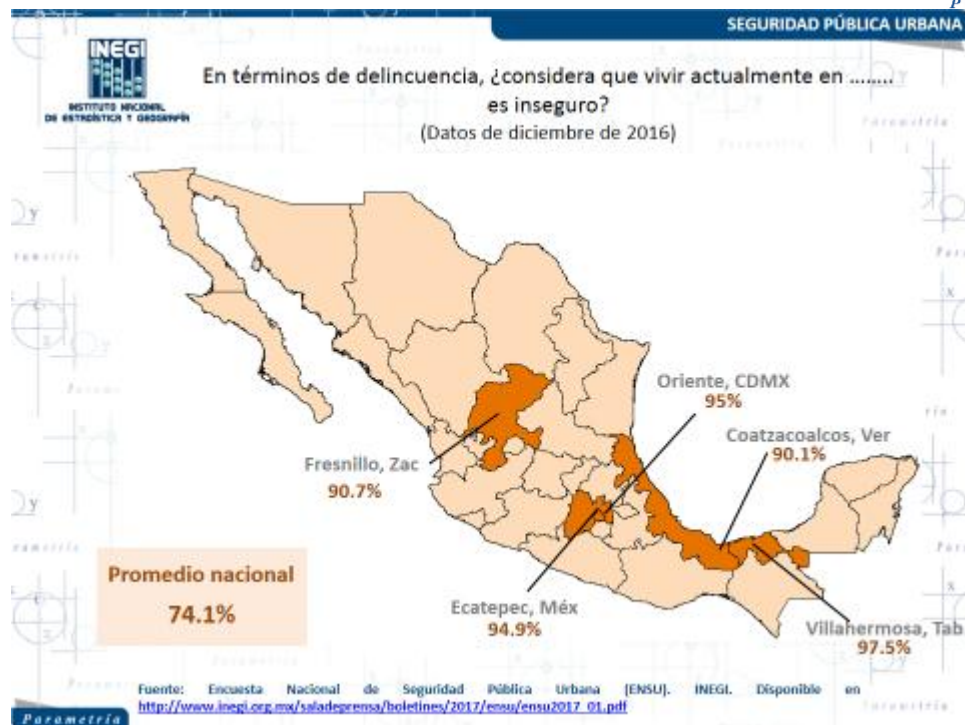 SEGURIDAD PÚBLICA URBANA
INEGI
INSTITUTO NACIONAL
DE ESTADÍSTICA Y GEOGRAFÍA
En términos de delincuencia, ¿considera que vivir actualmente en ........
es inseguro?
(Datos de diciembre de 2016)
Oriente, CDMX
95%
Coatzacoalcos, Ver
90.1%
Fresnillo, Zac
90.7%
Promedio nacional
74.1%
Ecatepec, Méx
94.9%
Villahermosa, Tab
97.5%
Fuente: Encuesta Nacional de Seguridad Pública Urbana (ENSU). INEGI. Disponible en
http://www.inegi.org.mx/saladeprensa/boletines/2017/ensu/ensu2017_01.pdf
Parametría